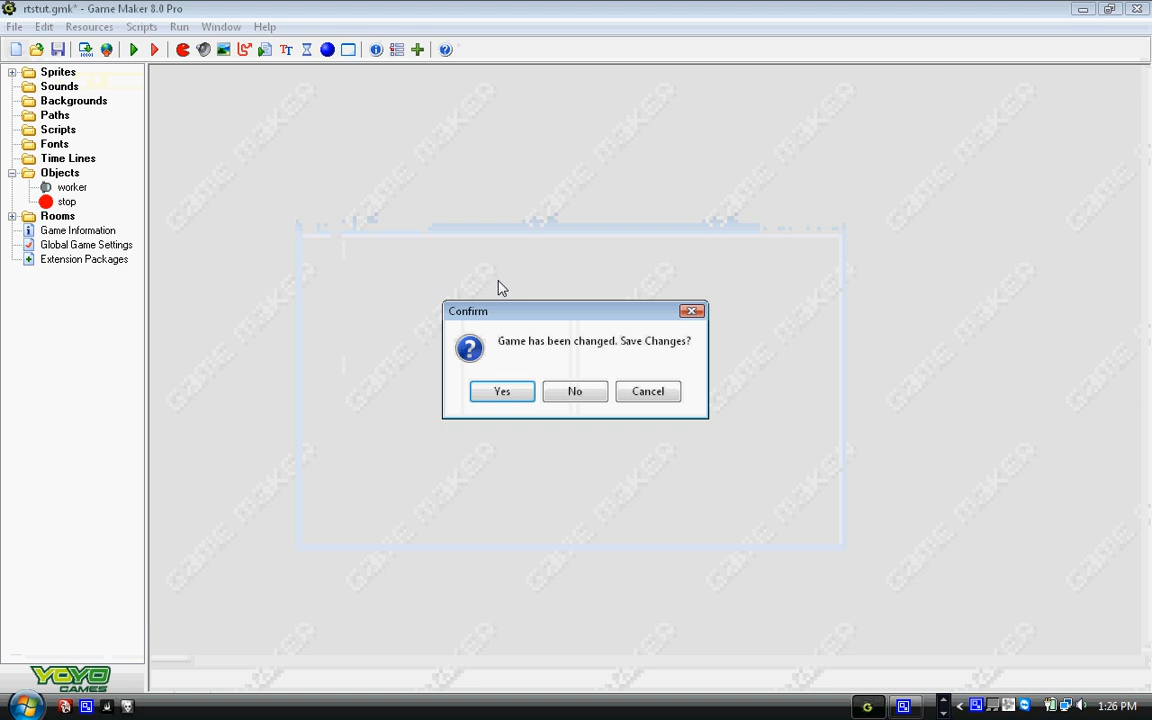 rtstut.gmk* - Game Maker 8.0 Pro
File Edit Resources Scripts Run Window Help
Sprites
Sounds
Backgrounds
Paths
Scripts
Fonts
Time Lines
Objects
worker
stop
Rooms
Game Information
Global Game Settings
Extension Packages
Confirm
Game has been changed. Save Changes?
Yes No Cancel
GAME MAKER
YOYO
GAMES
1:26 PM